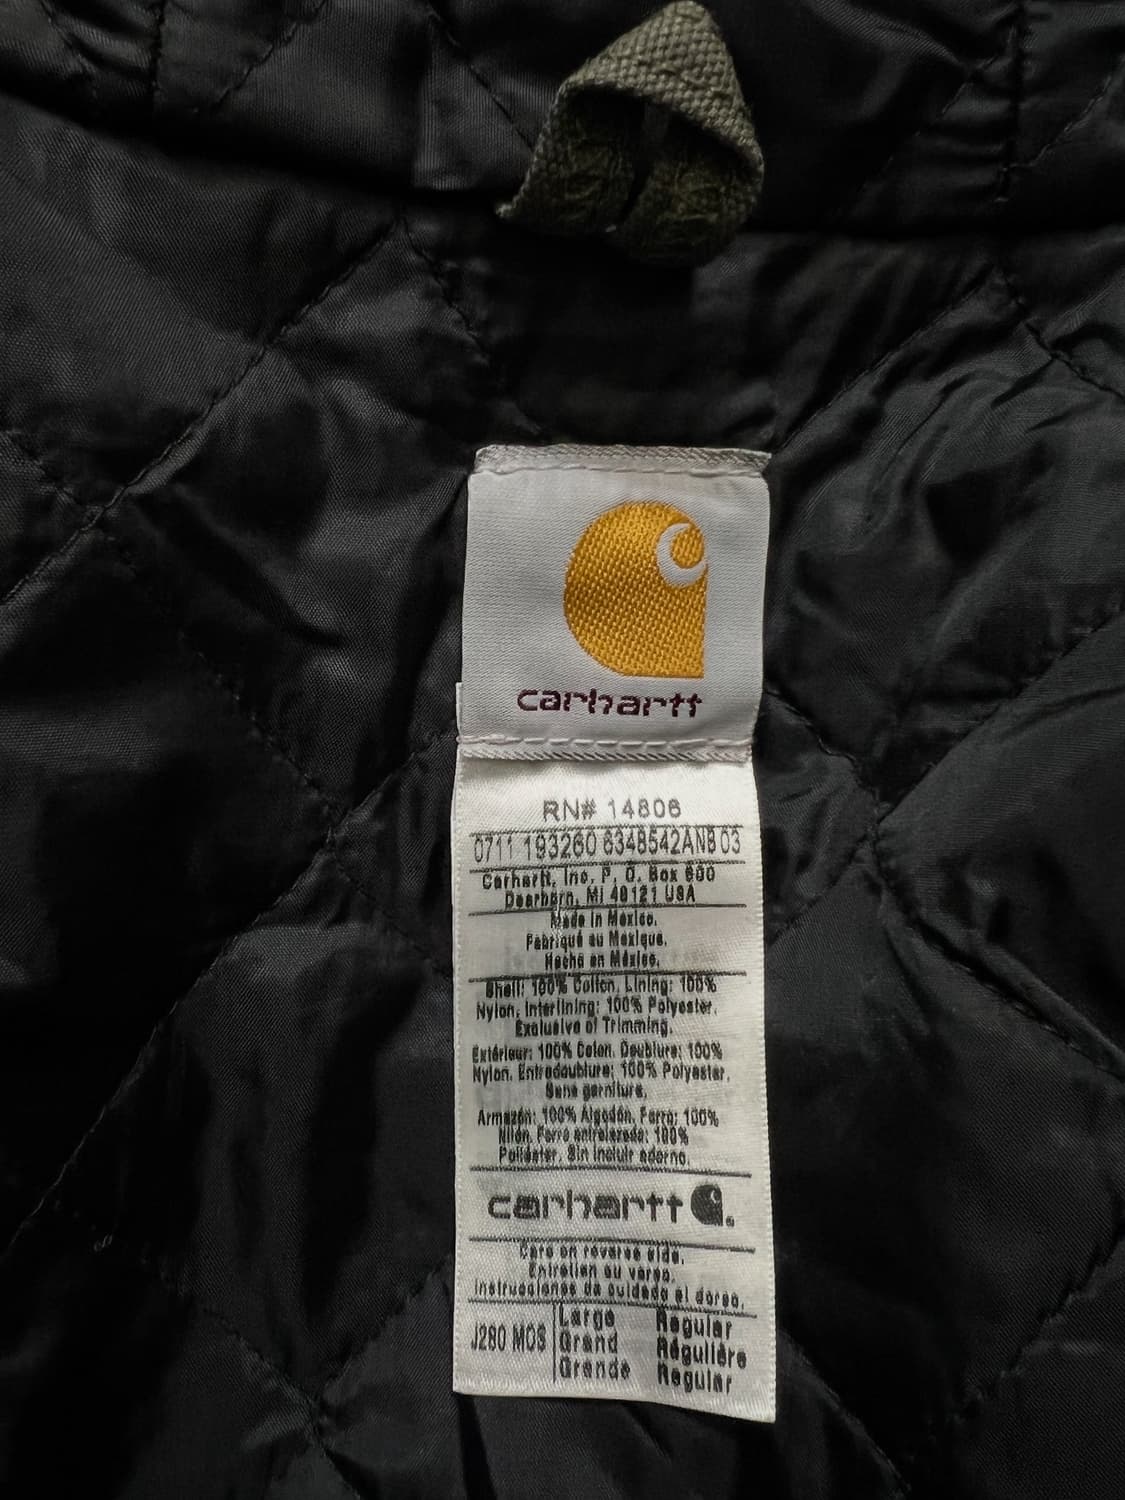 carhartt
RN# 14806
0711 193260 6348542ANB 03
Carhartt, Inc, P. O. Box 600
Dearborn, MI 48121 USA
Made in Mexico.
Fabriqué au Mexique.
Hecho en México.
Shell: 100% Cotton, Lining: 100%
Nylon, Interlining: 100% Polyester.
Exclusive of Trimming.
Extérieur: 100% Coton. Doublure: 100%
Nylon. Entredoublure: 100% Polyester.
Sans garniture.
Armazón: 100% Algodón. Forro: 100%
Nilón. Forro entrelazado: 100%
Poliéster. Sin incluir adorno.
carhartt
Care on reverse side.
Entretien au verso.
Instrucciones de cuidado al dorso.
J280 MOS Large Regular
Grand Régulière
Grande Regular